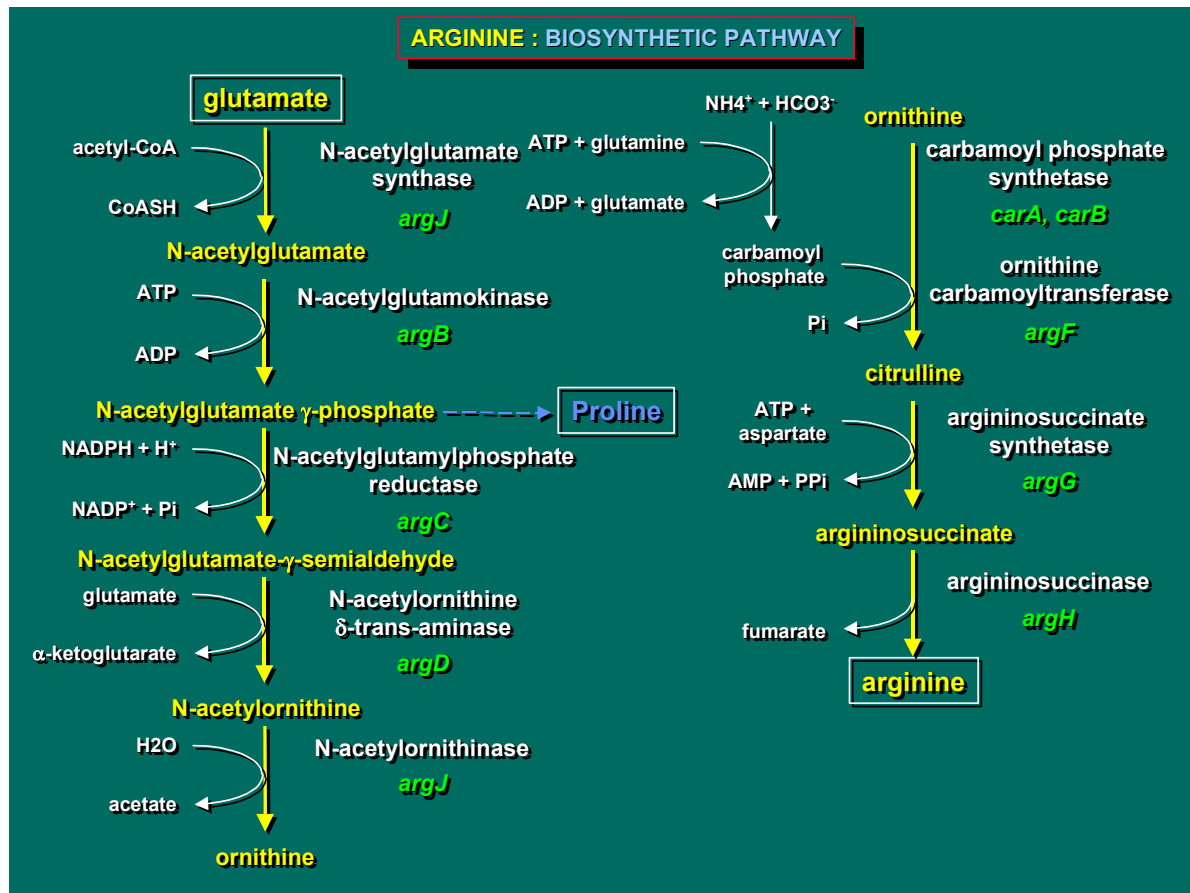 ARGININE : BIOSYNTHETIC PATHWAY
glutamate
acetyl-CoA
CoASH
N-acetylglutamate
synthase
argJ
N-acetylglutamate
ATP
ADP
N-acetylglutamokinase
argB
N-acetylglutamate γ-phosphate
Proline
NADPH + H⁺
NADP⁺ + Pi
N-acetylglutamylphosphate
reductase
argC
N-acetylglutamate-γ-semialdehyde
glutamate
α-ketoglutarate
N-acetylornithine
δ-trans-aminase
argD
N-acetylornithine
H2O
acetate
N-acetylornithinase
argJ
ornithine
NH4⁺ + HCO3⁻
ATP + glutamine
ADP + glutamate
carbamoyl
phosphate
Pi
ornithine
carbamoyl phosphate
synthetase
carA, carB
ornithine
carbamoyltransferase
argF
citrulline
ATP +
aspartate
AMP + PPi
argininosuccinate
synthetase
argG
argininosuccinate
fumarate
argininosuccinase
argH
arginine